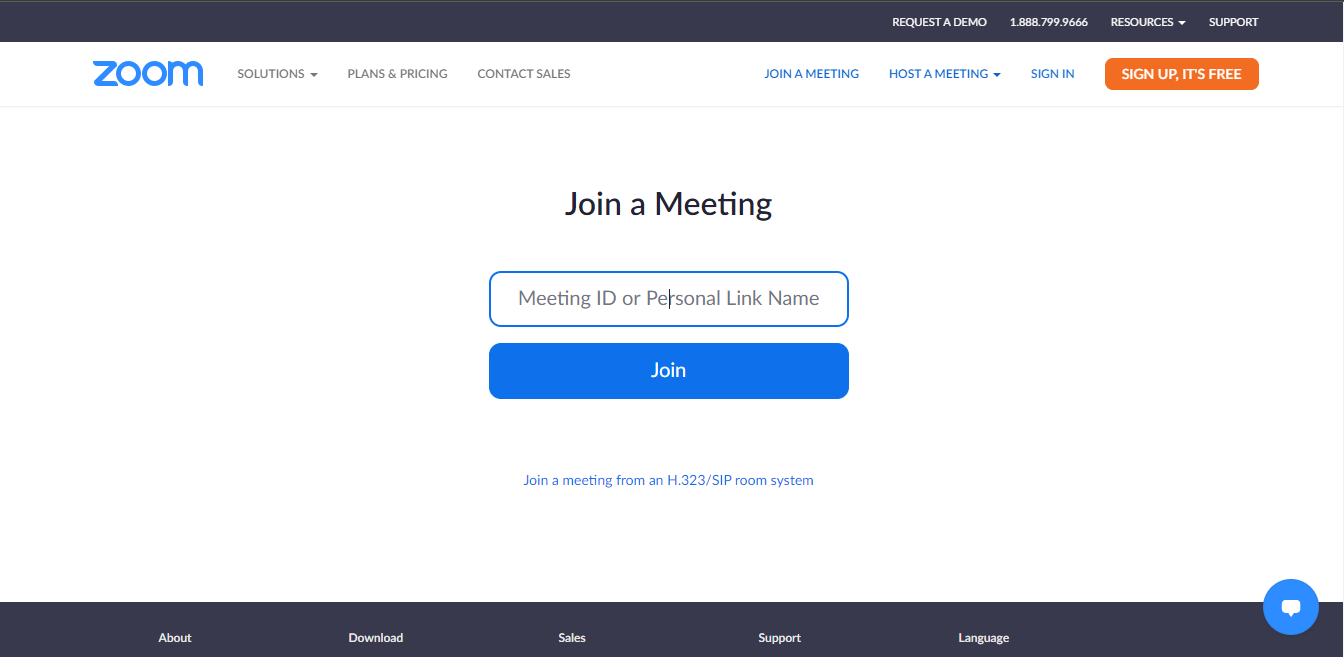 REQUEST A DEMO 1.888.799.9666 RESOURCES SUPPORT
zoom SOLUTIONS PLANS & PRICING CONTACT SALES JOIN A MEETING HOST A MEETING SIGN IN SIGN UP, IT'S FREE
Join a Meeting
Meeting ID or Personal Link Name
Join
Join a meeting from an H.323/SIP room system
About Download Sales Support Language